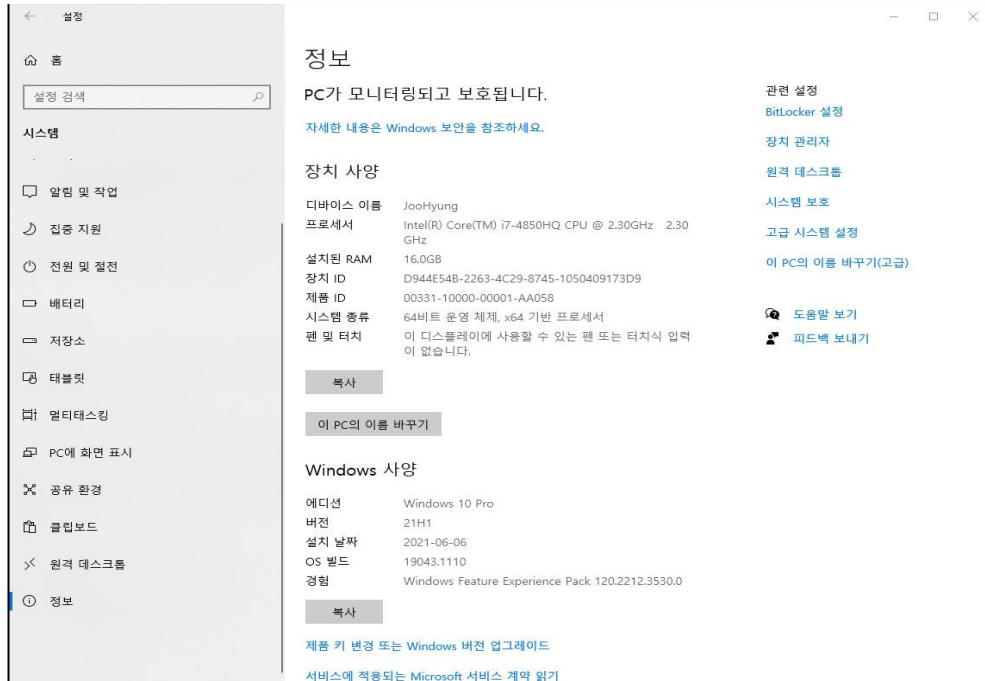 설정
홈
설정 검색
시스템
알림 및 작업
집중 지원
전원 및 절전
배터리
저장소
태블릿
멀티태스킹
PC에 화면 표시
공유 환경
클립보드
원격 데스크톱
정보
정보
PC가 모니터링되고 보호됩니다.
자세한 내용은 Windows 보안을 참조하세요.
장치 사양
디바이스 이름 JooHyung
프로세서 Intel(R) Core(TM) i7-4850HQ CPU @ 2.30GHz 2.30
GHz
설치된 RAM 16.0GB
장치 ID D944E54B-2263-4C29-8745-1050409173D9
제품 ID 00331-10000-00001-AA058
시스템 종류 64비트 운영 체제, x64 기반 프로세서
펜 및 터치 이 디스플레이에 사용할 수 있는 펜 또는 터치식 입력
이 없습니다.
복사
이 PC의 이름 바꾸기
Windows 사양
에디션 Windows 10 Pro
버전 21H1
설치 날짜 2021-06-06
OS 빌드 19043.1110
경험 Windows Feature Experience Pack 120.2212.3530.0
복사
제품 키 변경 또는 Windows 버전 업그레이드
서비스에 적용되는 Microsoft 서비스 계약 읽기
관련 설정
BitLocker 설정
장치 관리자
원격 데스크톱
시스템 보호
고급 시스템 설정
이 PC의 이름 바꾸기(고급)
도움말 보기
피드백 보내기